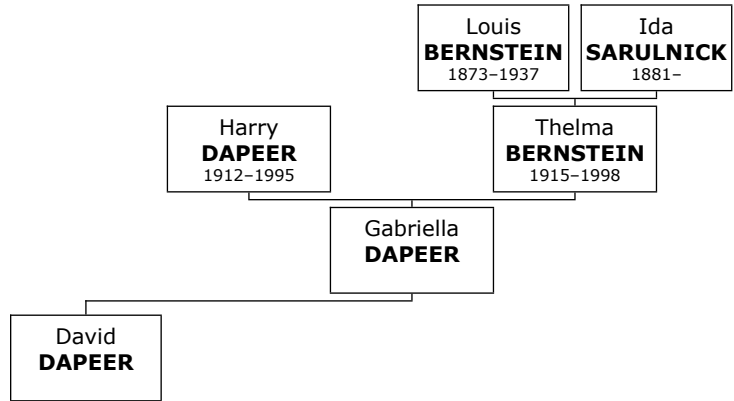 Louis
BERNSTEIN
1873–1937
Ida
SARULNICK
1881–
Harry
DAPEER
1912–1995
Thelma
BERNSTEIN
1915–1998
Gabriella
DAPEER
David
DAPEER